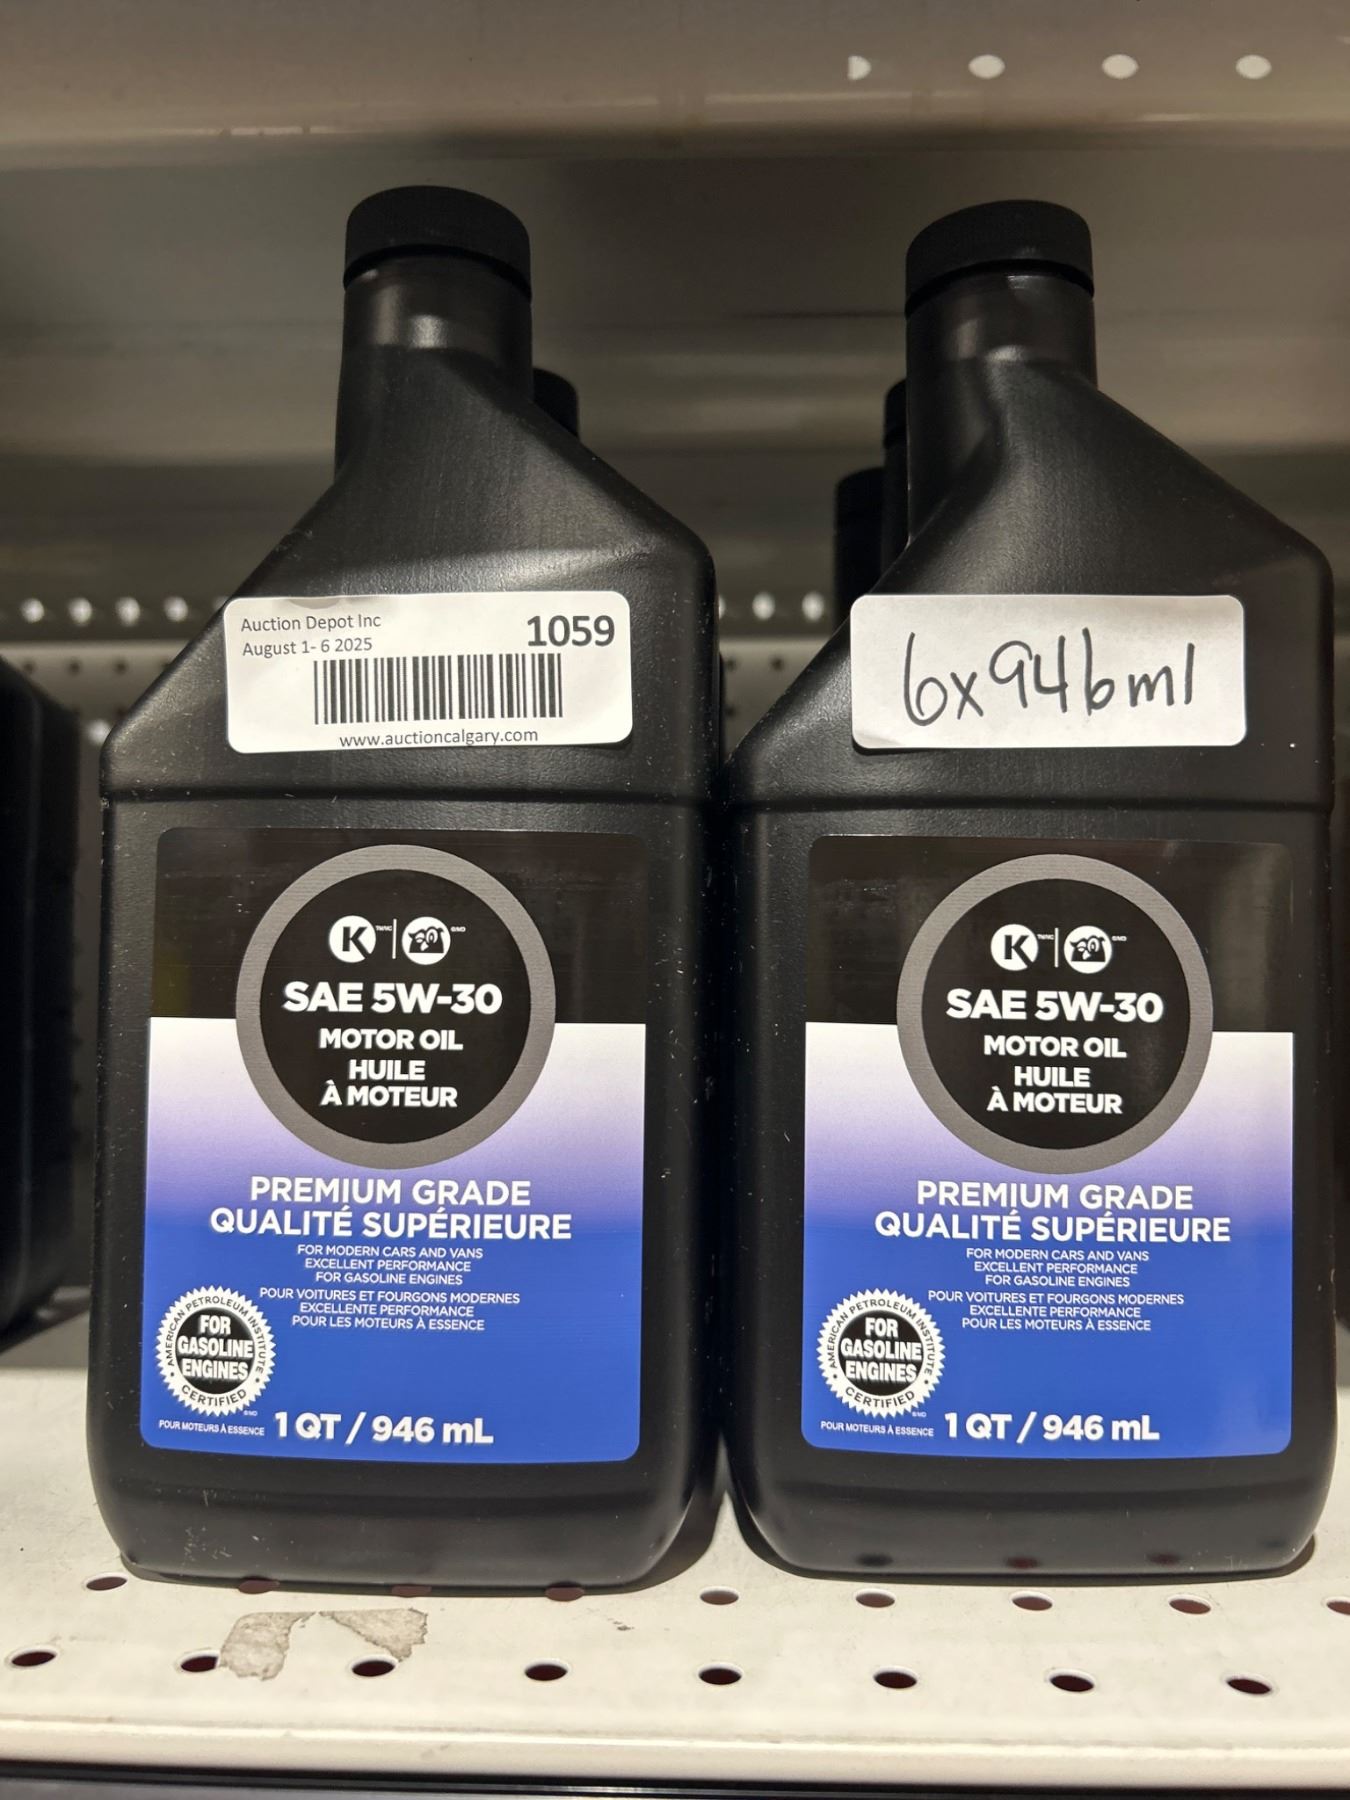 Auction Depot Inc
August 1- 6 2025
1059
www.auctioncalgary.com
6x946ml
K
SAE 5W-30
MOTOR OIL
HUILE
À MOTEUR
PREMIUM GRADE
QUALITÉ SUPÉRIEURE
FOR MODERN CARS AND VANS
EXCELLENT PERFORMANCE
FOR GASOLINE ENGINES
POUR VOITURES ET FOURGONS MODERNES
EXCELLENTE PERFORMANCE
POUR LES MOTEURS À ESSENCE
AMERICAN PETROLEUM INSTITUTE
FOR
GASOLINE
ENGINES
CERTIFIED
POUR MOTEURS À ESSENCE
1 QT / 946 mL
K
SAE 5W-30
MOTOR OIL
HUILE
À MOTEUR
PREMIUM GRADE
QUALITÉ SUPÉRIEURE
FOR MODERN CARS AND VANS
EXCELLENT PERFORMANCE
FOR GASOLINE ENGINES
POUR VOITURES ET FOURGONS MODERNES
EXCELLENTE PERFORMANCE
POUR LES MOTEURS À ESSENCE
AMERICAN PETROLEUM INSTITUTE
FOR
GASOLINE
ENGINES
CERTIFIED
POUR MOTEURS À ESSENCE
1 QT / 946 mL